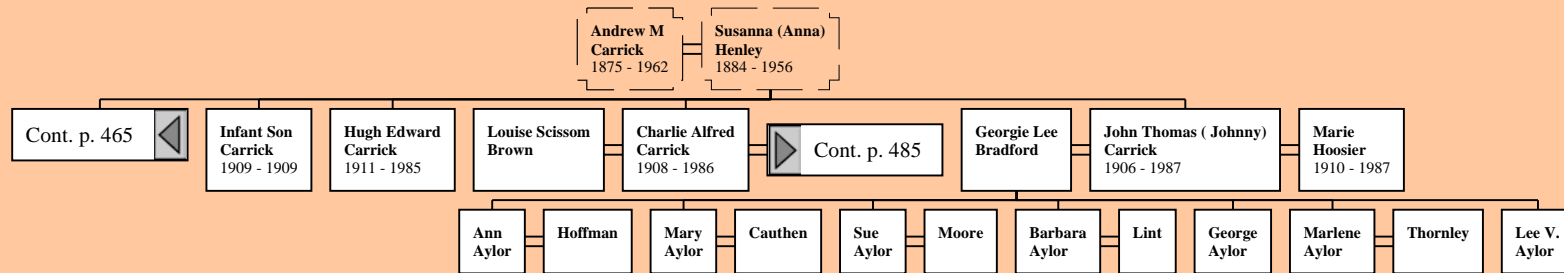 Andrew M
Carrick
1875 - 1962
Susanna (Anna)
Henley
1884 - 1956
Cont. p. 465
Infant Son
Carrick
1909 - 1909
Hugh Edward
Carrick
1911 - 1985
Louise Scissom
Brown
Charlie Alfred
Carrick
1908 - 1986
Cont. p. 485
Georgie Lee
Bradford
John Thomas ( Johnny)
Carrick
1906 - 1987
Marie
Hoosier
1910 - 1987
Ann
Aylor
Hoffman
Mary
Aylor
Cauthen
Sue
Aylor
Moore
Barbara
Aylor
Lint
George
Aylor
Marlene
Aylor
Thornley
Lee V.
Aylor